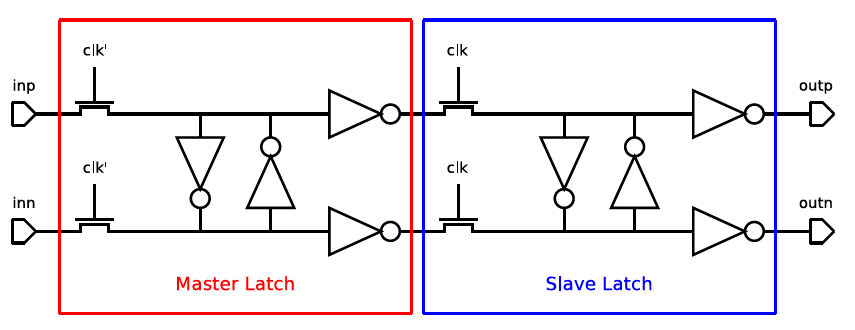 clk'
clk
inp
outp
clk'
clk
inn
outn
Master Latch
Slave Latch